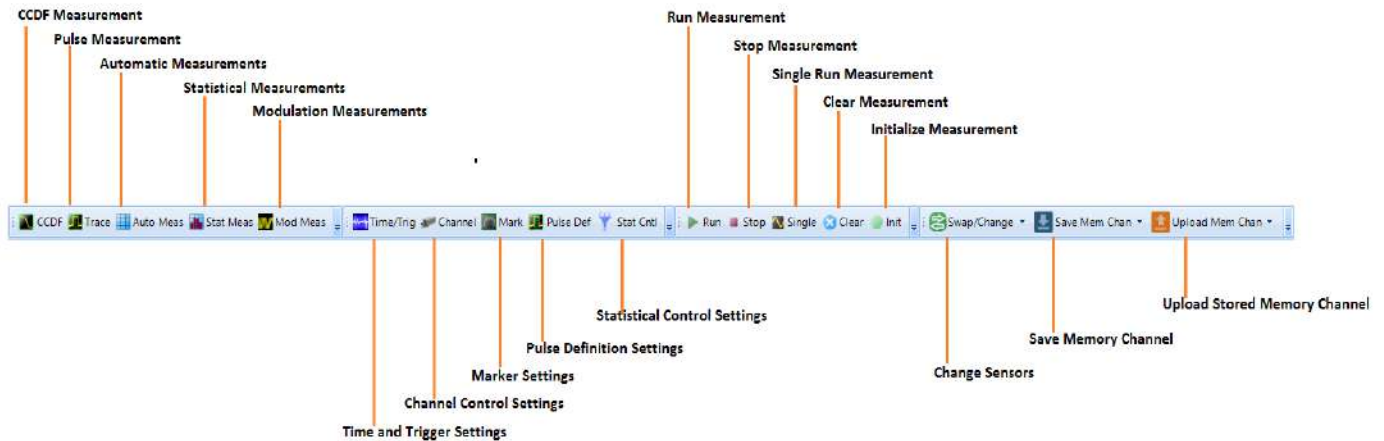 CCDF Measurement
Pulse Measurement
Automatic Measurements
Statistical Measurements
Modulation Measurements
Run Measurement
Stop Measurement
Single Run Measurement
Clear Measurement
Initialize Measurement
CCDF Trace Auto Meas Stat Meas Mod Meas Time/Trig Channel Mark Pulse Def Stat Cntl Run Stop Single Clear Init Swap/Change Save Mem Chan Upload Mem Chan
Upload Stored Memory Channel
Statistical Control Settings
Save Memory Channel
Pulse Definition Settings
Change Sensors
Marker Settings
Channel Control Settings
Time and Trigger Settings